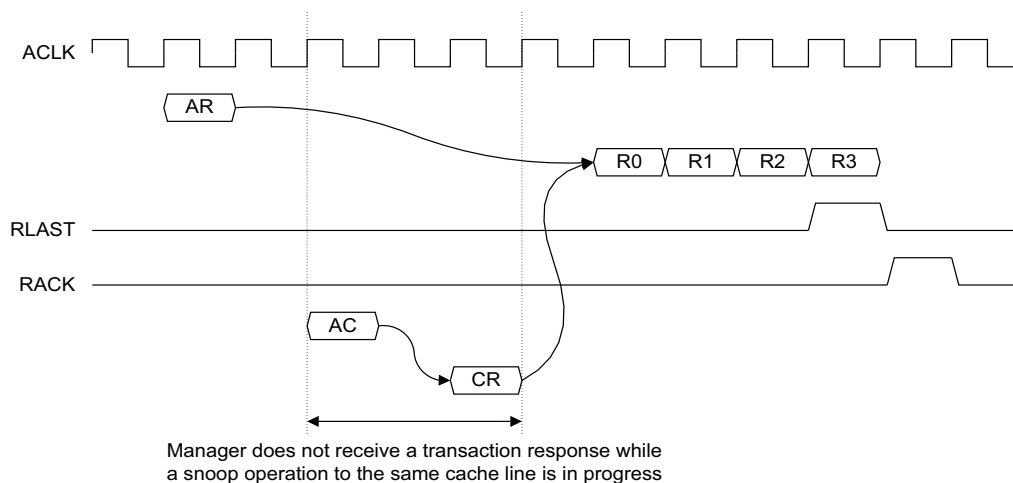 ACLK
AR
R0 R1 R2 R3
RLAST
RACK
AC
CR
Manager does not receive a transaction response while
a snoop operation to the same cache line is in progress